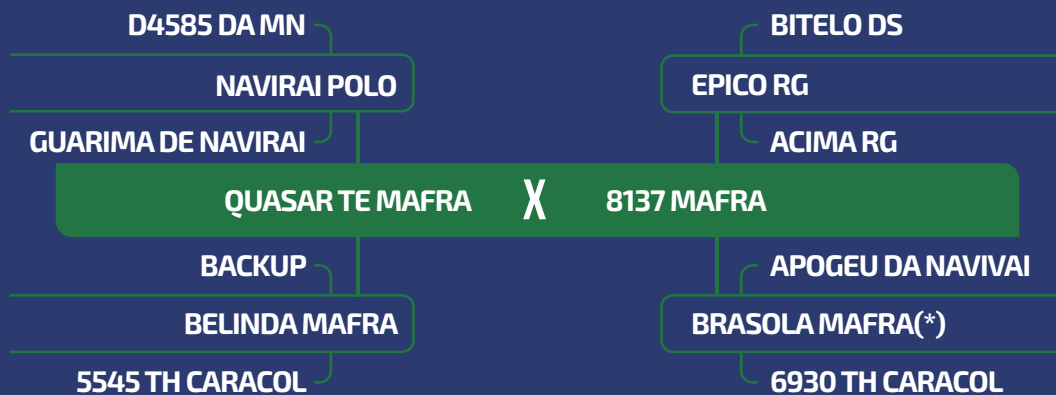 D4585 DA MN
BITELO DS
NAVIRAI POLO
EPICO RG
GUARIMA DE NAVIRAI
ACIMA RG
QUASAR TE MAFRA X 8137 MAFRA
BACKUP
APOGEU DA NAVIVAI
BELINDA MAFRA
BRASOLA MAFRA(*)
5545 TH CARACOL
6930 TH CARACOL